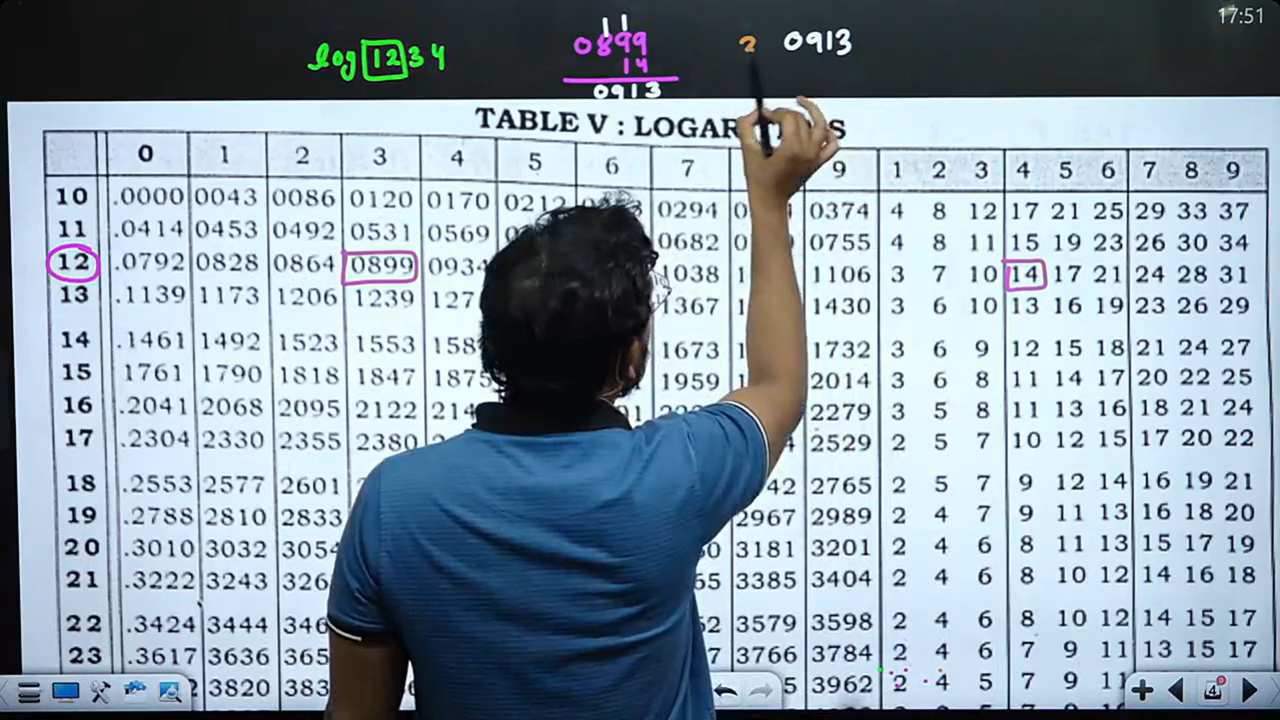 17:51
log 1234
11
0899
14
0913
0913
TABLE V : LOGAR
0 1 2 3 4 5 6 7 9 1 2 3 4 5 6 7 8 9
10 .0000 0043 0086 0120 0170 0212 0294 0374 4 8 12 17 21 25 29 33 37
11 .0414 0453 0492 0531 0569 0682 0755 4 8 11 15 19 23 26 30 34
12 .0792 0828 0864 0899 0934 1038 1106 3 7 10 14 17 21 24 28 31
13 .1139 1173 1206 1239 127 1367 1430 3 6 10 13 16 19 23 26 29
14 .1461 1492 1523 1553 158 1673 1732 3 6 9 12 15 18 21 24 27
15 1761 1790 1818 1847 1875 1959 2014 3 6 8 11 14 17 20 22 25
16 .2041 2068 2095 2122 214 2279 3 5 8 11 13 16 18 21 24
17 .2304 2330 2355 2380 2529 2 5 7 10 12 15 17 20 22
18 .2553 2577 2601 42 2765 2 5 7 9 12 14 16 19 21
19 .2788 2810 2833 2967 2989 2 4 7 9 11 13 16 18 20
20 .3010 3032 3054 3181 3201 2 4 6 8 11 13 15 17 19
21 .3222 3243 326 65 3385 3404 2 4 6 8 10 12 14 16 18
22 .3424 3444 346 3579 3598 2 4 6 8 10 12 14 15 17
23 .3617 3636 365 3766 3784 2 4 6 7 9 11 13 15 17
3820 383 5 3962 2 4 5 7 9 11